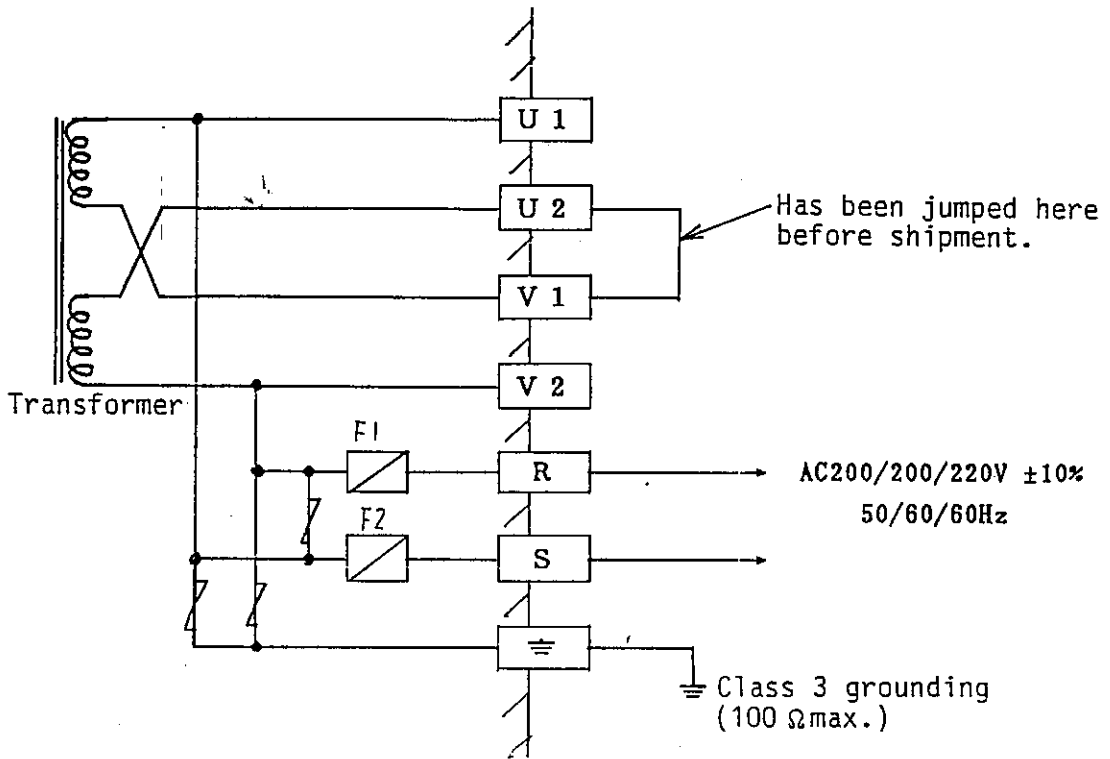 U 1
U 2
Has been jumped here
before shipment.
V 1
V 2
Transformer
F1
R
AC200/200/220V ±10%
50/60/60Hz
F2
S
Class 3 grounding
(100 Ωmax.)